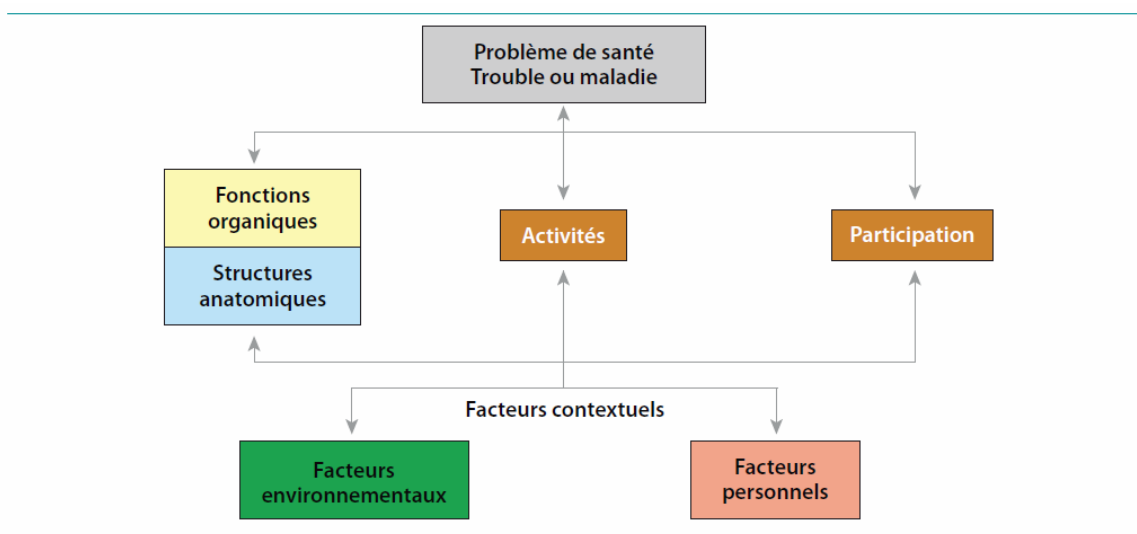 Problème de santé
Trouble ou maladie
Fonctions
organiques
Structures
anatomiques
Activités
Participation
Facteurs contextuels
Facteurs
environnementaux
Facteurs
personnels